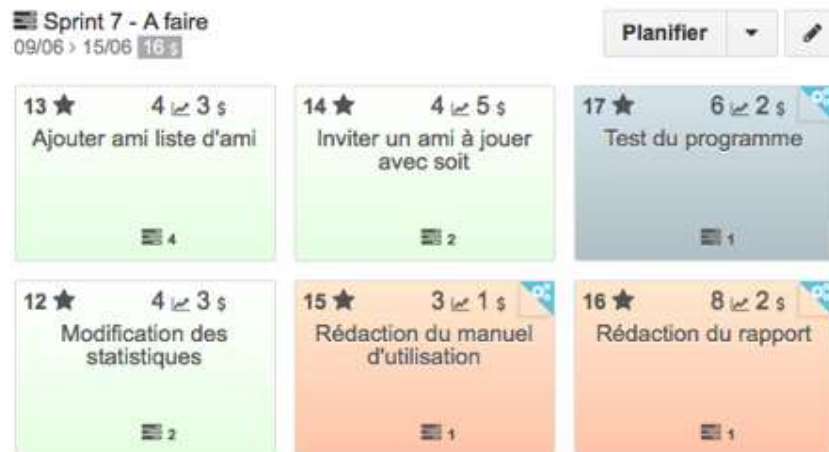 Sprint 7 - A faire
09/06 › 15/06 16 $
Planifier
13 4 3 $
Ajouter ami liste d'ami
4
14 4 5 $
Inviter un ami à jouer
avec soit
2
17 6 2 $
Test du programme
1
12 4 3 $
Modification des
statistiques
2
15 3 1 $
Rédaction du manuel
d'utilisation
1
16 8 2 $
Rédaction du rapport
1